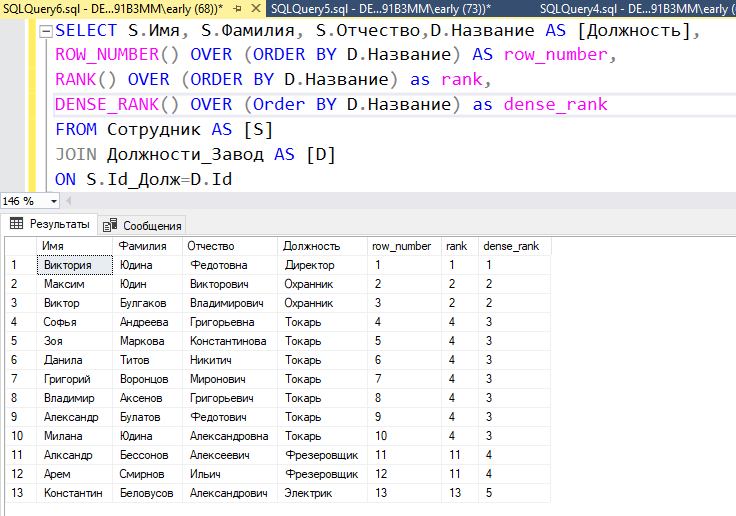 SQLQuery6.sql - DE...91B3MM\early (68))* SQLQuery5.sql - DE...91B3MM\early (73))* SQLQuery4.sql - DE...91B3MM\early (
SELECT S.Имя, S.Фамилия, S.Отчество,D.Название AS [Должность],
ROW_NUMBER() OVER (ORDER BY D.Название) AS row_number,
RANK() OVER (ORDER BY D.Название) as rank,
DENSE_RANK() OVER (Order BY D.Название) as dense_rank
FROM Сотрудник AS [S]
JOIN Должности_Завод AS [D]
ON S.Id_Долж=D.Id
146 %
Результаты Сообщения
Имя Фамилия Отчество Должность row_number rank dense_rank
1 Виктория Юдина Федотовна Директор 1 1 1
2 Максим Юдин Викторович Охранник 2 2 2
3 Виктор Булгаков Владимирович Охранник 3 2 2
4 Софья Андреева Григорьевна Токарь 4 4 3
5 Зоя Маркова Константинова Токарь 5 4 3
6 Данила Титов Никитич Токарь 6 4 3
7 Григорий Воронцов Миронович Токарь 7 4 3
8 Владимир Аксенов Григорьевич Токарь 8 4 3
9 Александр Булатов Федотович Токарь 9 4 3
10 Милана Юдина Александровна Токарь 10 4 3
11 Алксандр Бессонов Алексеевич Фрезеровщик 11 11 4
12 Арем Смирнов Ильич Фрезеровщик 12 11 4
13 Константин Беловусов Александрович Электрик 13 13 5